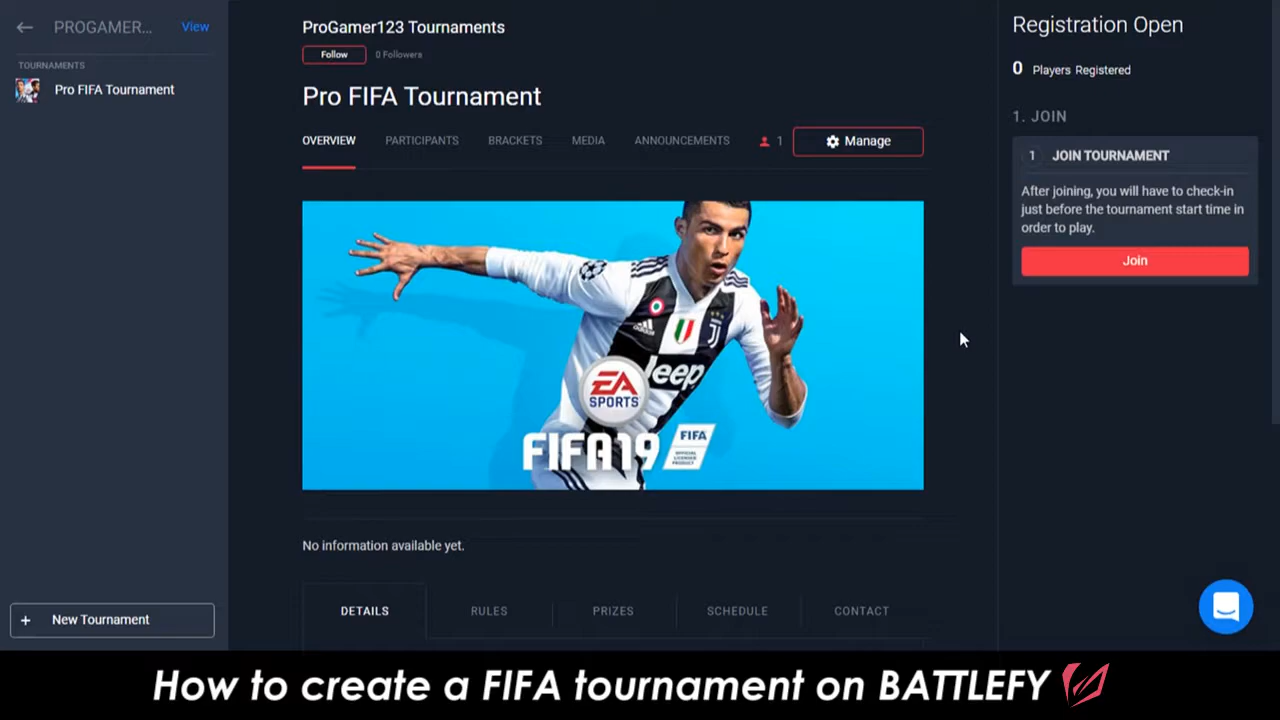 PROGAMER...
View
TOURNAMENTS
Pro FIFA Tournament
New Tournament
ProGamer123 Tournaments
Follow
0 Followers
Pro FIFA Tournament
OVERVIEW PARTICIPANTS BRACKETS MEDIA ANNOUNCEMENTS 1 Manage
Jeep
EA
SPORTS
FIFA19
FIFA
OFFICIAL
LICENSED
PRODUCT
No information available yet.
DETAILS RULES PRIZES SCHEDULE CONTACT
Registration Open
0 Players Registered
1. JOIN
1 JOIN TOURNAMENT
After joining, you will have to check-in
just before the tournament start time in
order to play.
Join
How to create a FIFA tournament on BATTLEFY